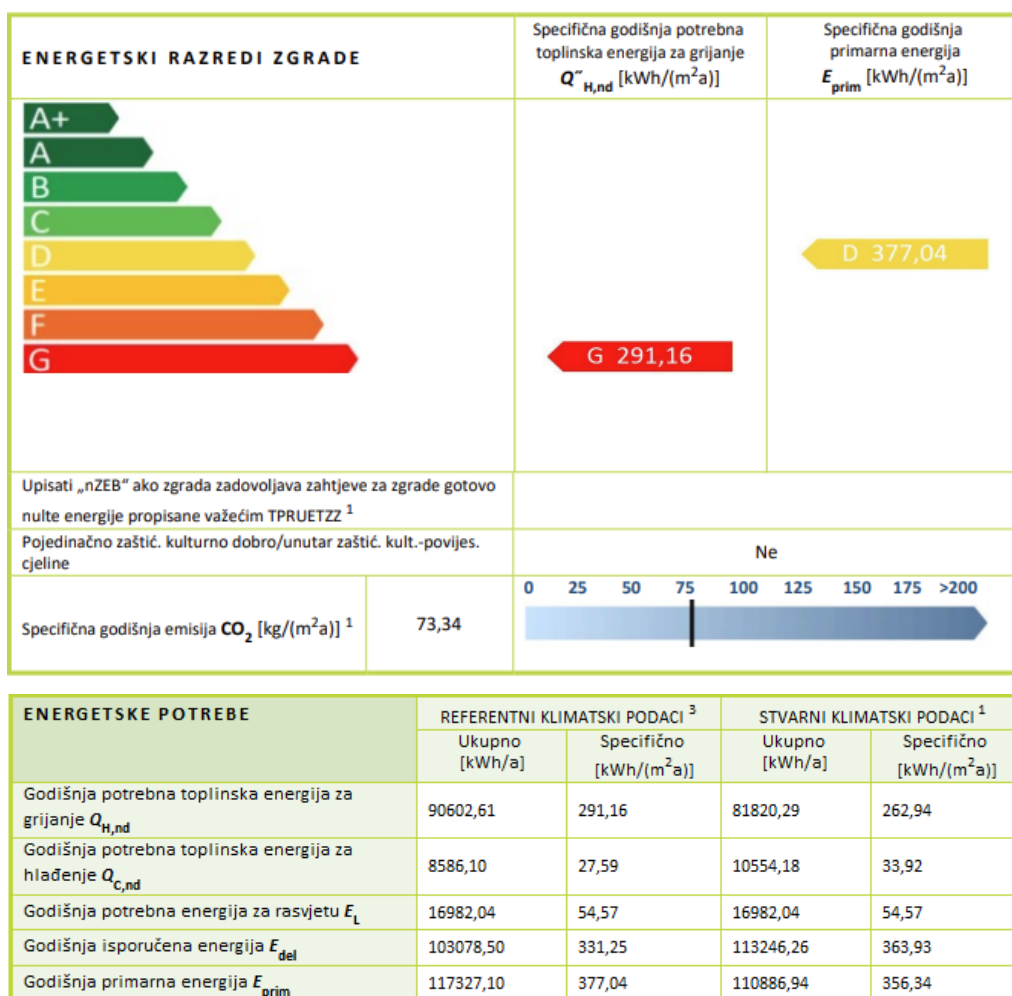 ENERGETSKI RAZREDI ZGRADE
Specifična godišnja potrebna
toplinska energija za grijanje
Q″H,nd [kWh/(m²a)]
Specifična godišnja
primarna energija
Eprim [kWh/(m²a)]
A+
A
B
C
D
E
F
G
D 377,04
G 291,16
Upisati „nZEB“ ako zgrada zadovoljava zahtjeve za zgrade gotovo
nulte energije propisane važećim TPRUETZZ 1
Pojedinačno zaštić. kulturno dobro/unutar zaštić. kult.-povijes.
cjeline
Ne
Specifična godišnja emisija CO2 [kg/(m²a)] 1
73,34
0 25 50 75 100 125 150 175 >200
ENERGETSKE POTREBE
REFERENTNI KLIMATSKI PODACI 3
STVARNI KLIMATSKI PODACI 1
Ukupno
[kWh/a]
Specifično
[kWh/(m²a)]
Ukupno
[kWh/a]
Specifično
[kWh/(m²a)]
Godišnja potrebna toplinska energija za
grijanje QH,nd
90602,61 291,16 81820,29 262,94
Godišnja potrebna toplinska energija za
hlađenje QC,nd
8586,10 27,59 10554,18 33,92
Godišnja potrebna energija za rasvjetu EL 16982,04 54,57 16982,04 54,57
Godišnja isporučena energija Edel 103078,50 331,25 113246,26 363,93
Godišnja primarna energija Eprim 117327,10 377,04 110886,94 356,34